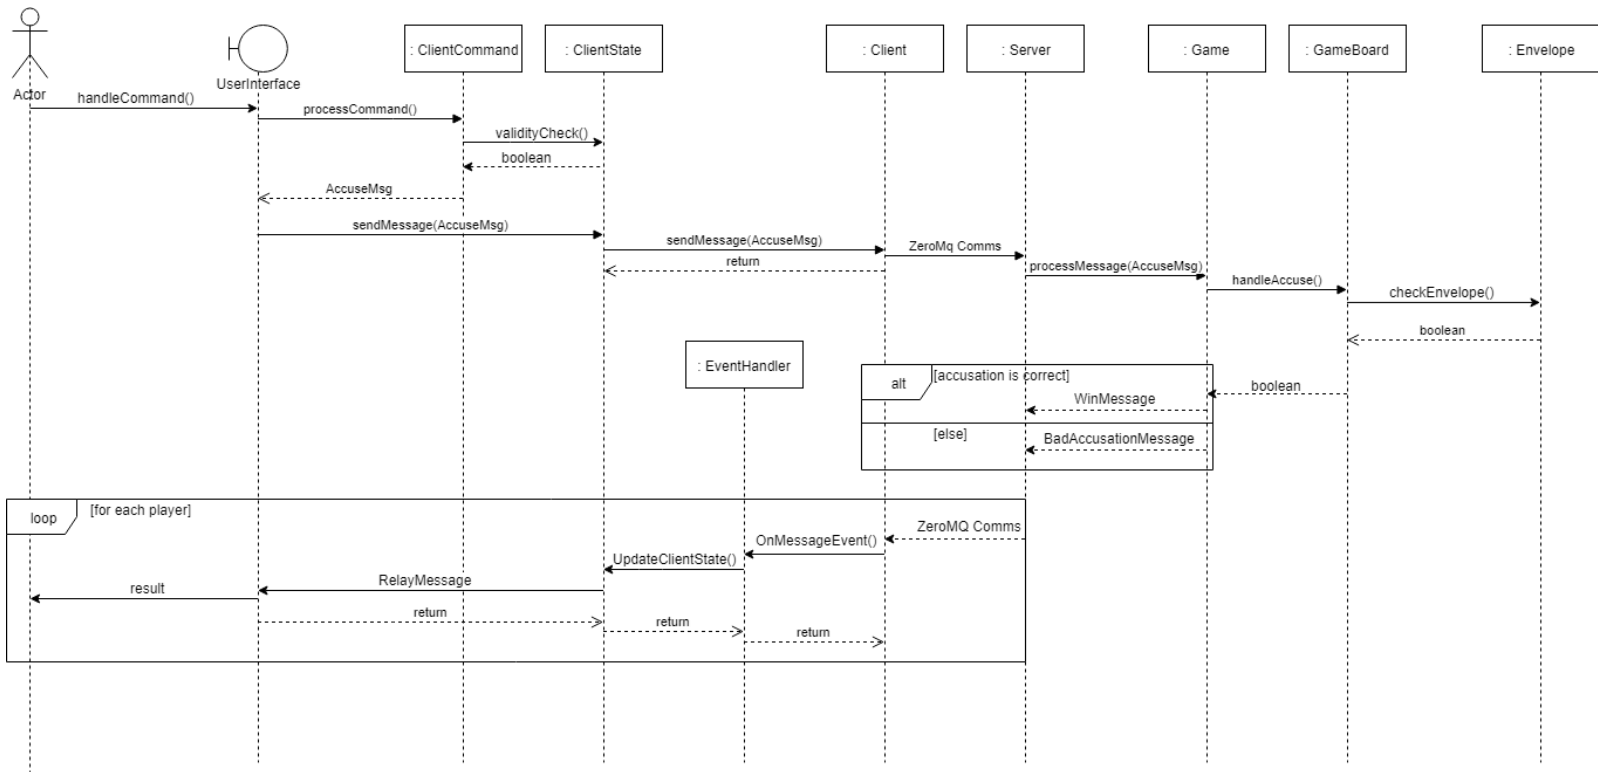 : ClientCommand
: ClientState
: Client
: Server
: Game
: GameBoard
: Envelope
UserInterface
Actor
handleCommand()
processCommand()
validityCheck()
boolean
AccuseMsg
sendMessage(AccuseMsg)
sendMessage(AccuseMsg)
ZeroMq Comms
return
processMessage(AccuseMsg)
handleAccuse()
checkEnvelope()
boolean
: EventHandler
alt
[accusation is correct]
boolean
WinMessage
[else]
BadAccusationMessage
loop
[for each player]
ZeroMQ Comms
OnMessageEvent()
UpdateClientState()
RelayMessage
result
return
return
return